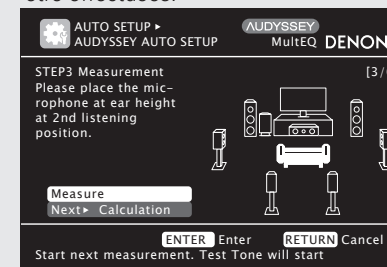 AUTO SETUP ▸
AUDYSSEY AUTO SETUP
AUDYSSEY
MultEQ DENON
STEP3 Measurement
[3/
Please place the mic-
rophone at ear height
at 2nd listening
position.
Measure
Next▸ Calculation
ENTER Enter RETURN Cancel
Start next measurement. Test Tone will start